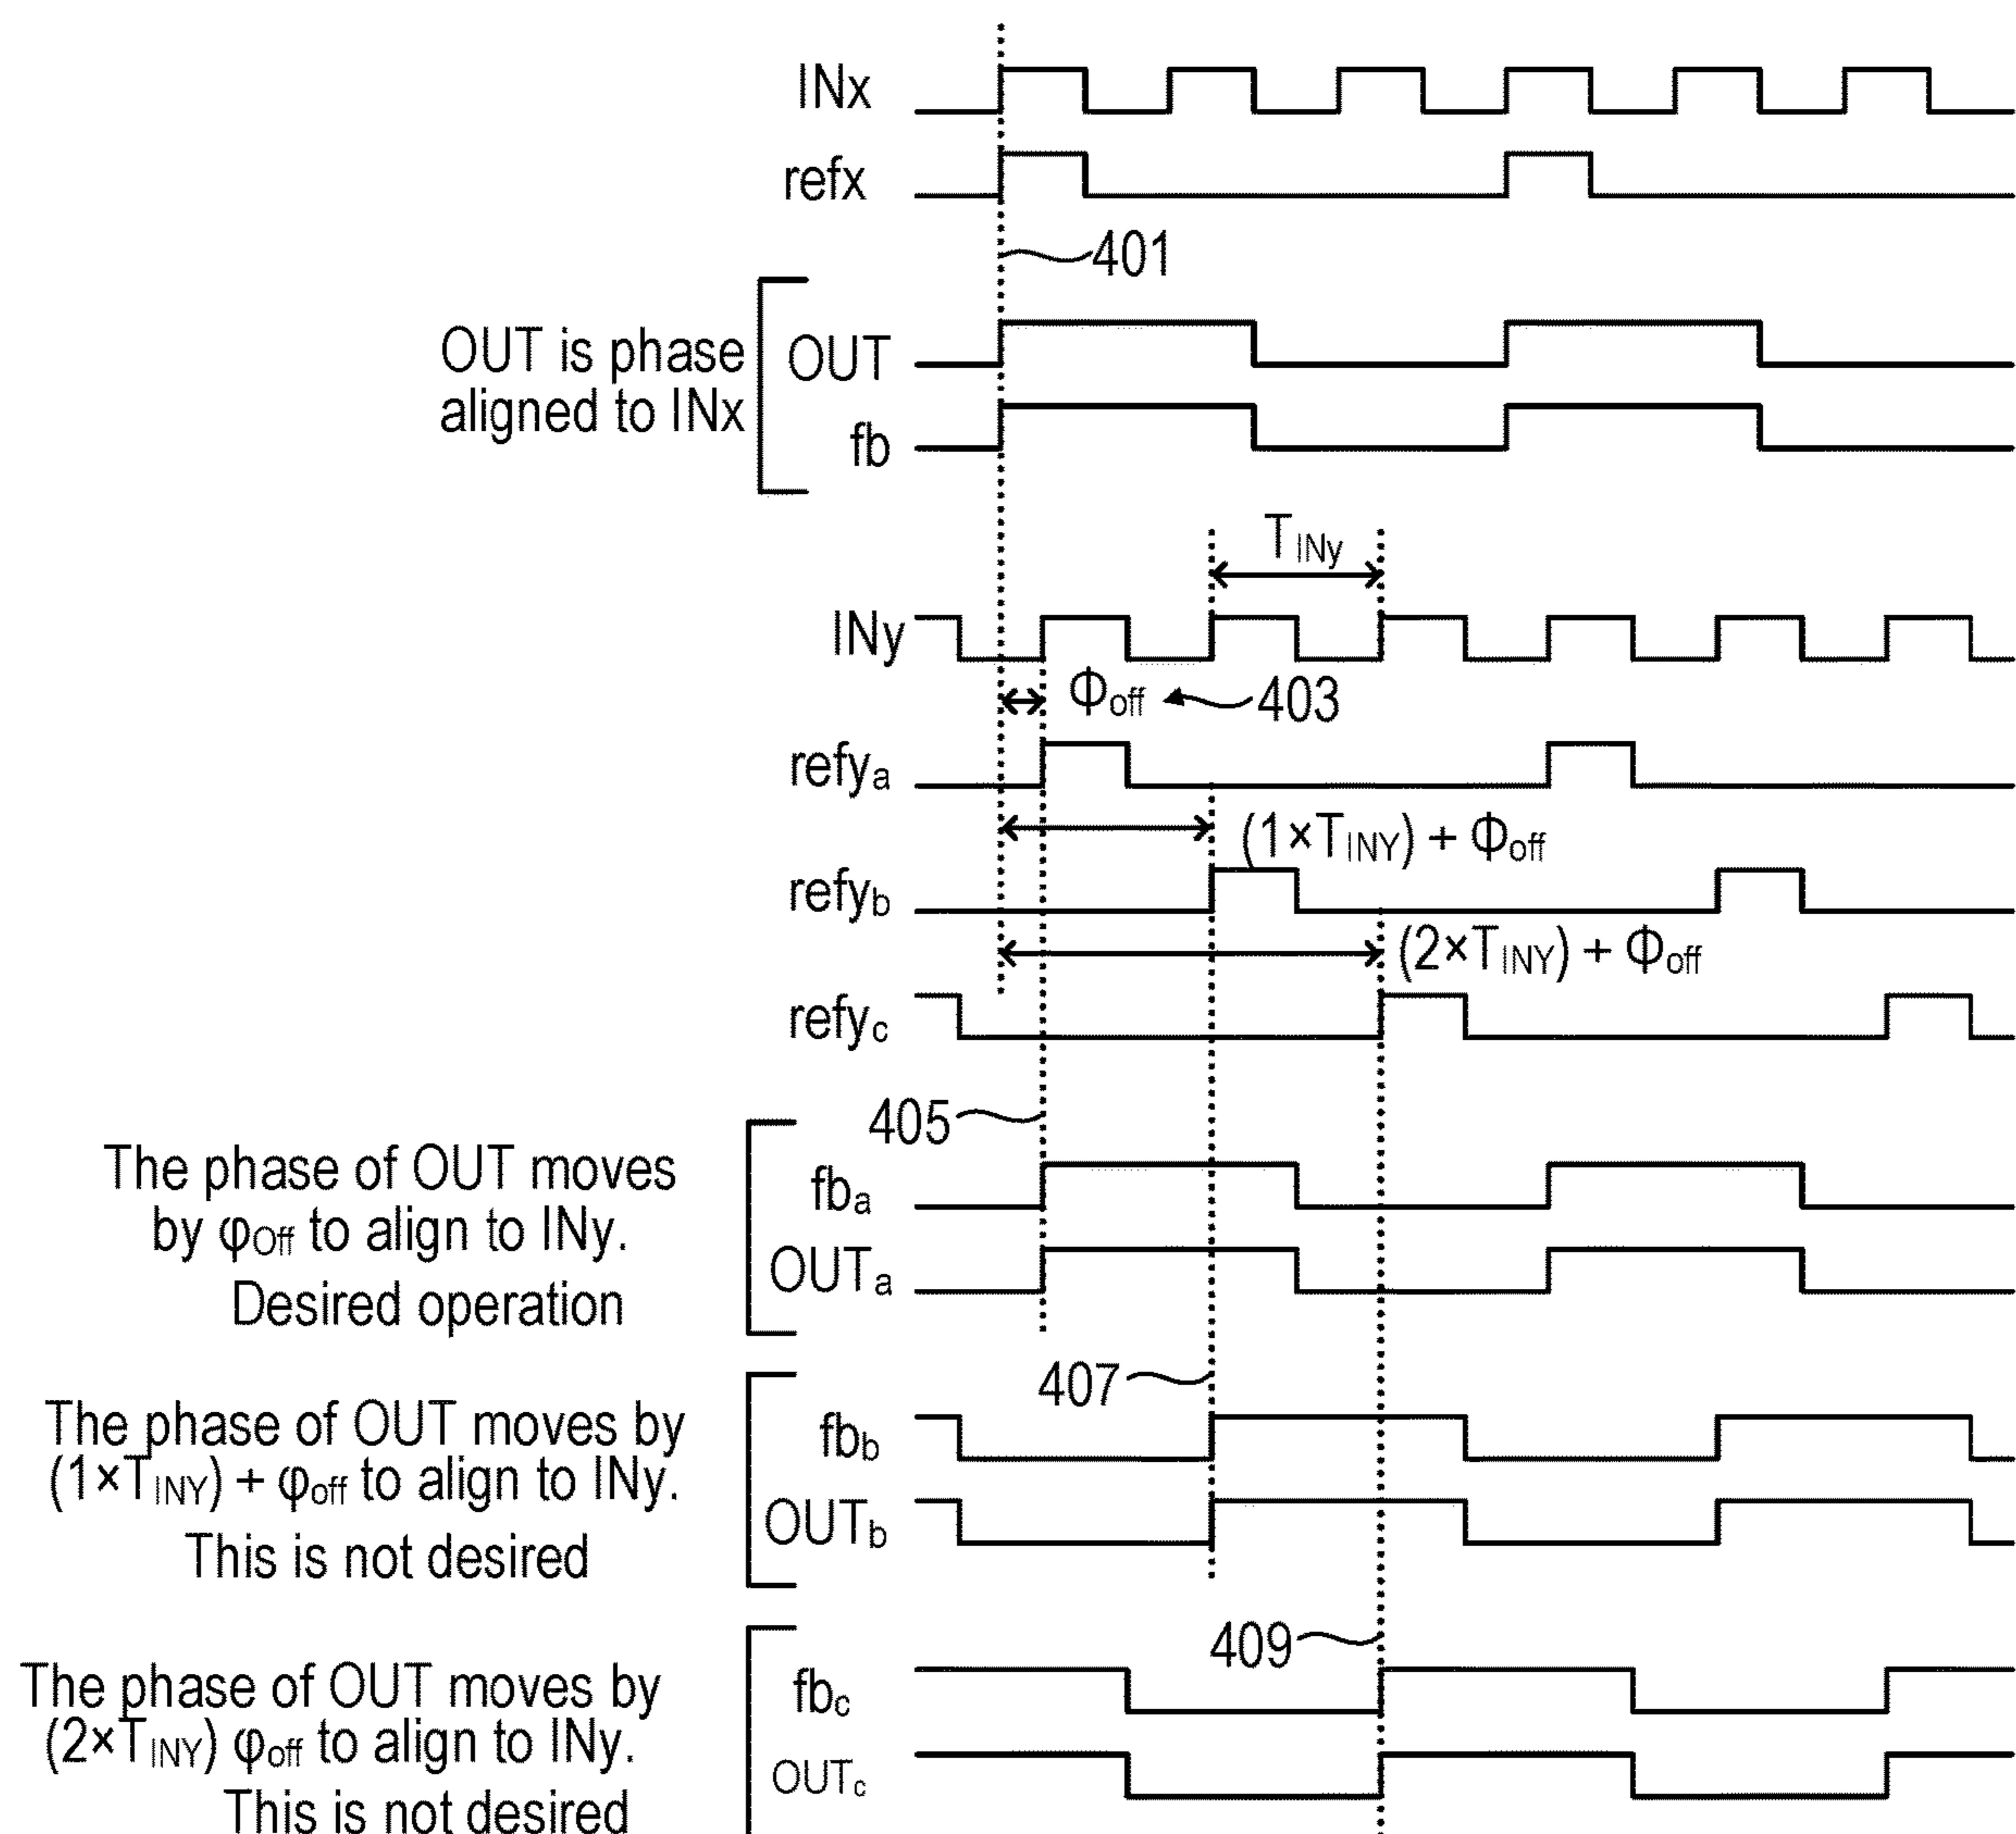 INx
refx
401
OUT is phase
aligned to INx
OUT
fb
TINy
INy
Φoff
403
refya
(1×TINY) + Φoff
refyb
(2×TINY) + Φoff
refyc
405
The phase of OUT moves
by φOff to align to INy.
Desired operation
fba
OUTa
407
The phase of OUT moves by
(1×TINY) + φoff to align to INy.
This is not desired
fbb
OUTb
409
The phase of OUT moves by
(2×TINY) φoff to align to INy.
This is not desired
fbc
OUTc